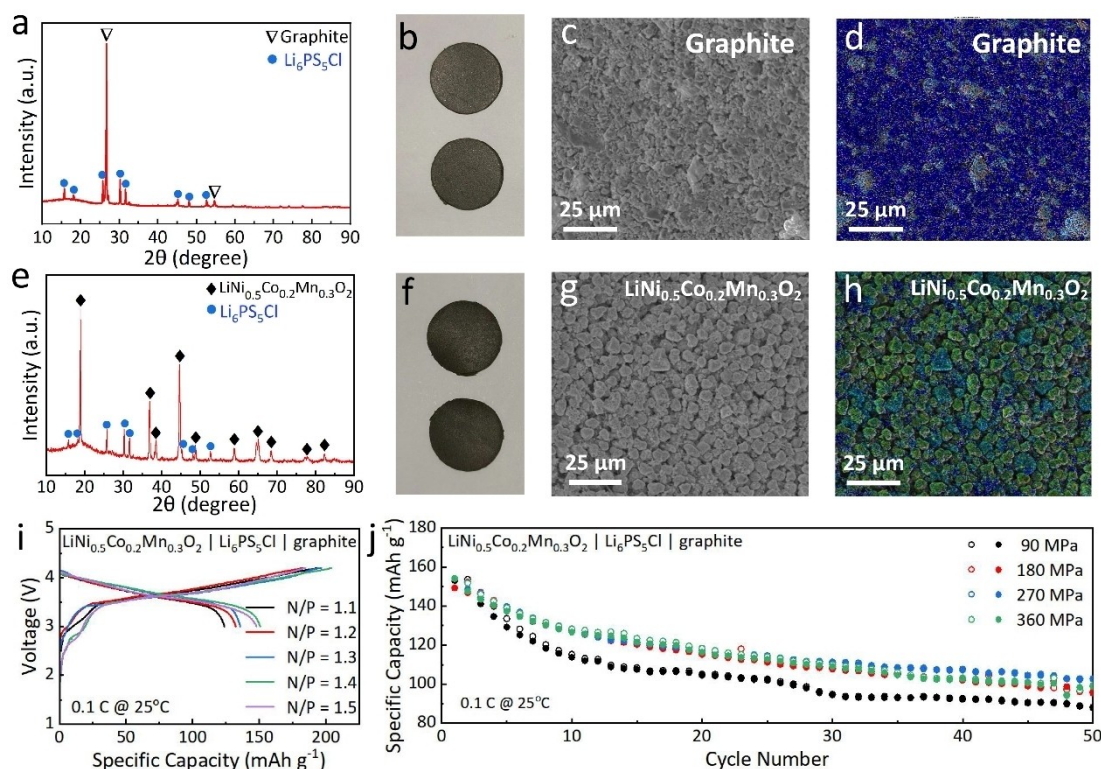 a
▽ Graphite
● Li₆PS₅Cl
Intensity (a.u.)
10 20 30 40 50 60 70 80 90
2θ (degree)
b
c
Graphite
25 μm
d
Graphite
25 μm
e
◆ LiNi₀.₅Co₀.₂Mn₀.₃O₂
● Li₆PS₅Cl
Intensity (a.u.)
10 20 30 40 50 60 70 80 90
2θ (degree)
f
g
LiNi₀.₅Co₀.₂Mn₀.₃O₂
25 μm
h
LiNi₀.₅Co₀.₂Mn₀.₃O₂
25 μm
i
LiNi₀.₅Co₀.₂Mn₀.₃O₂ | Li₆PS₅Cl | graphite
Voltage (V)
5
4
3
2
1
N/P = 1.1
N/P = 1.2
N/P = 1.3
N/P = 1.4
N/P = 1.5
0.1 C @ 25°C
0 50 100 150 200
Specific Capacity (mAh g⁻¹)
j
LiNi₀.₅Co₀.₂Mn₀.₃O₂ | Li₆PS₅Cl | graphite
Specific Capacity (mAh g⁻¹)
180
160
140
120
100
80
90 MPa
180 MPa
270 MPa
360 MPa
0.1 C @ 25°C
0 10 20 30 40 50
Cycle Number